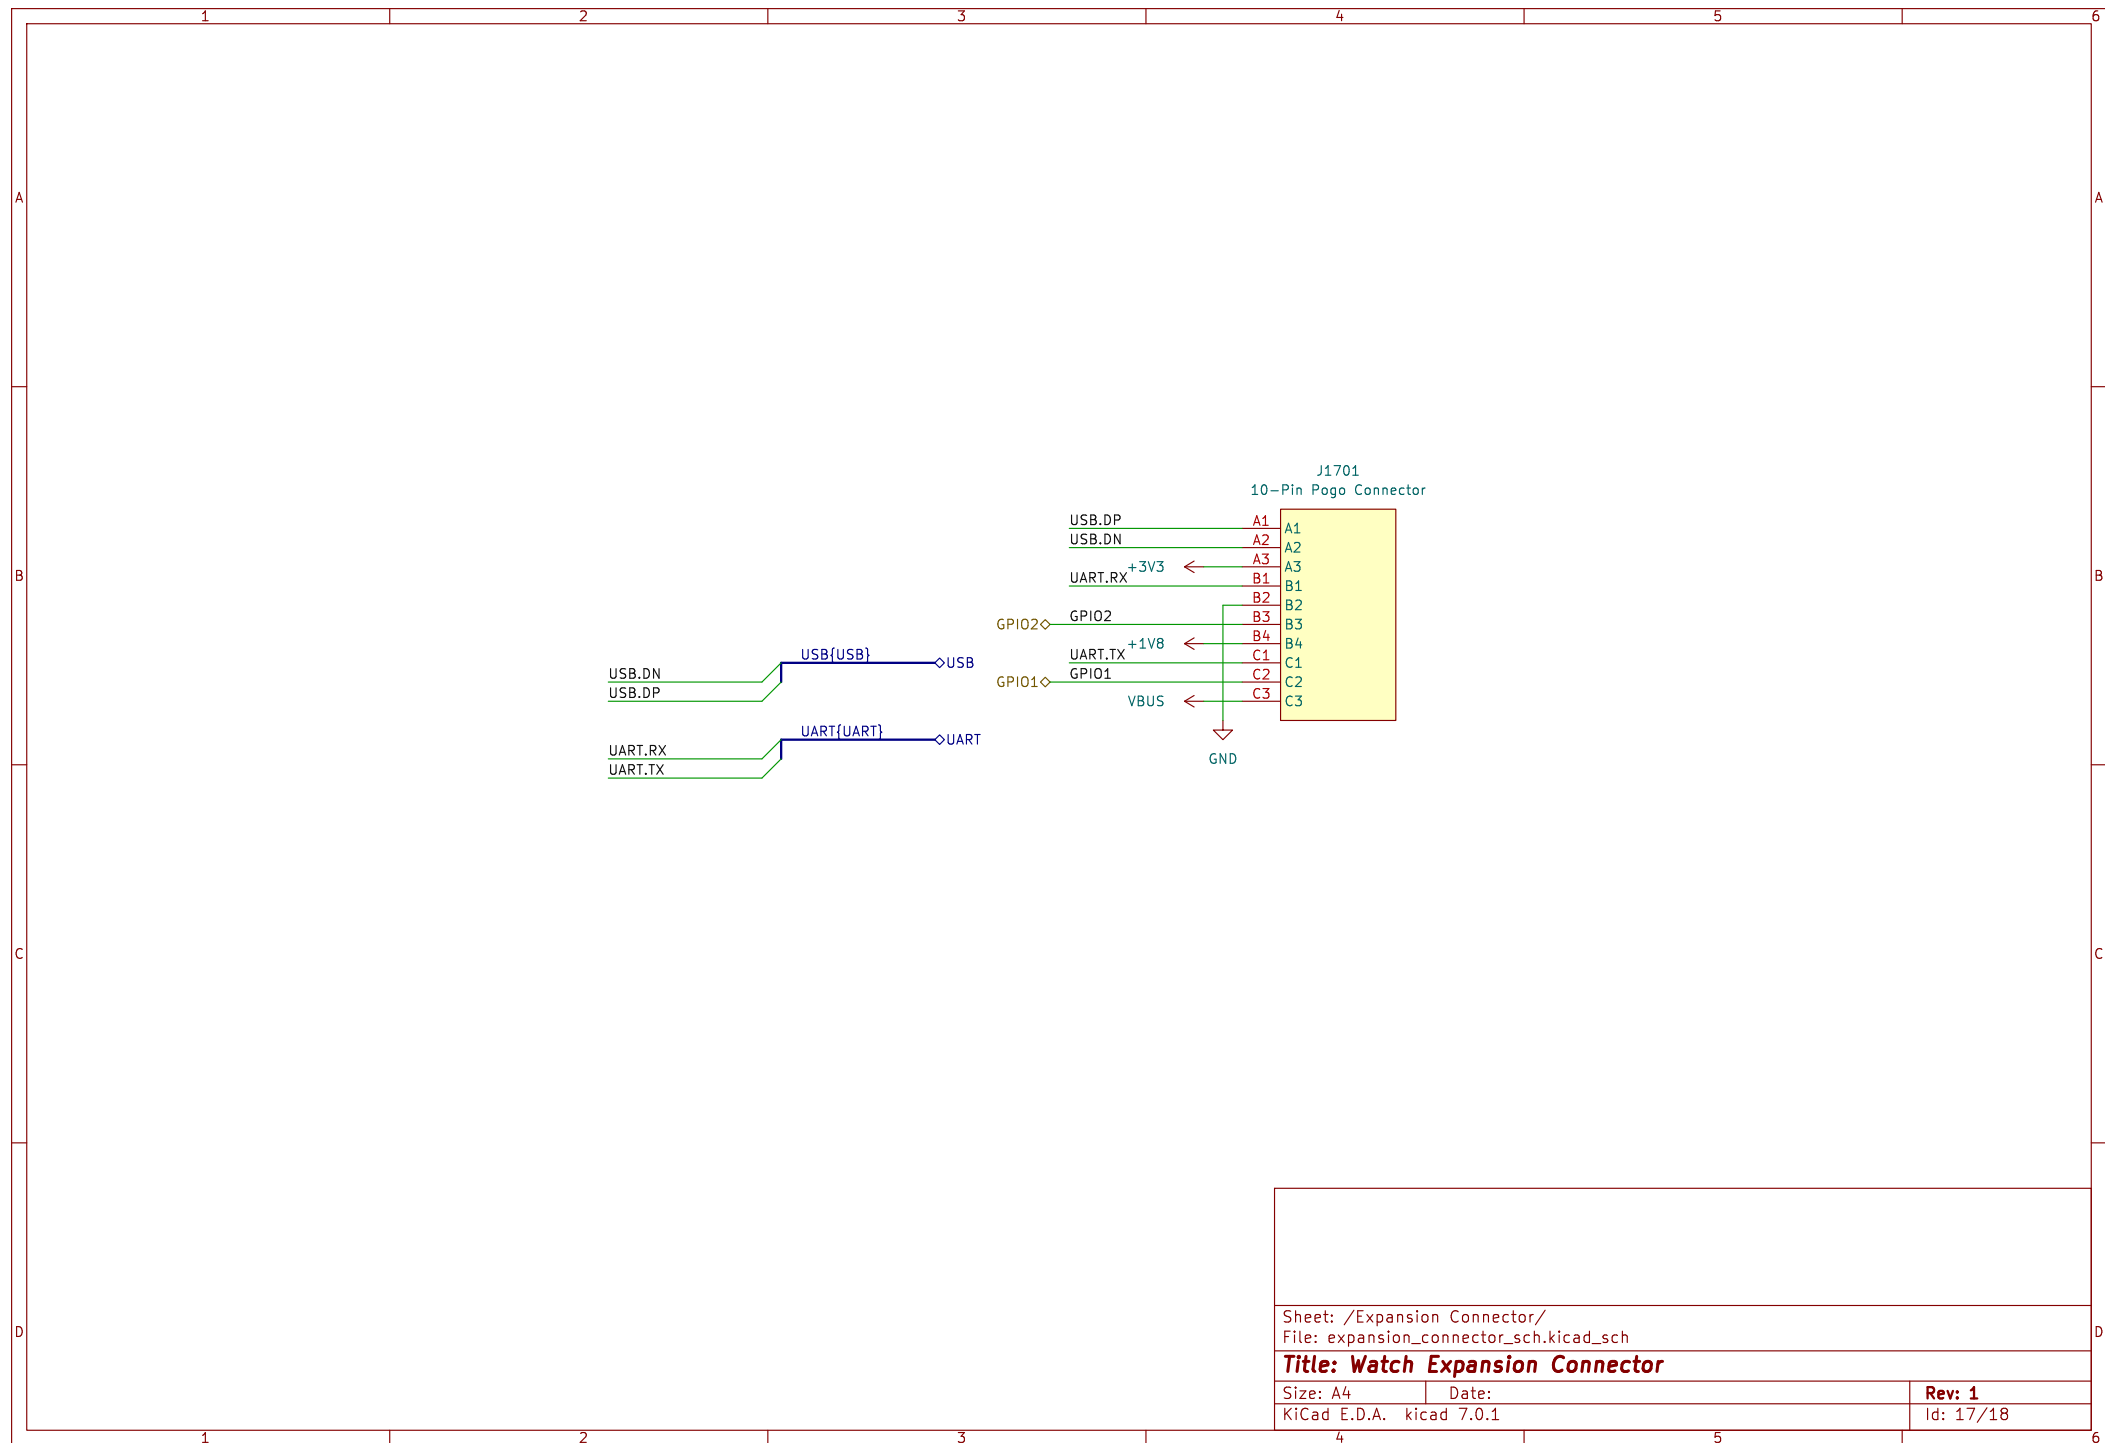 1 2 3 4 5 6
A A
J1701
10-Pin Pogo Connector
USB.DP A1 A1
USB.DN A2 A2
+3V3 A3 A3
B B
UART.RX B1 B1
B2 B2
GPIO2 GPIO2 B3 B3
+1V8 B4 B4
USB{USB} USB UART.TX C1 C1
USB.DN GPIO1 GPIO1 C2 C2
USB.DP VBUS C3 C3
UART{UART} UART
UART.RX GND
UART.TX
C C
Sheet: /Expansion Connector/
File: expansion_connector_sch.kicad_sch
D D
Title: Watch Expansion Connector
Size: A4 Date: Rev: 1
KiCad E.D.A. kicad 7.0.1 Id: 17/18
1 2 3 4 5 6